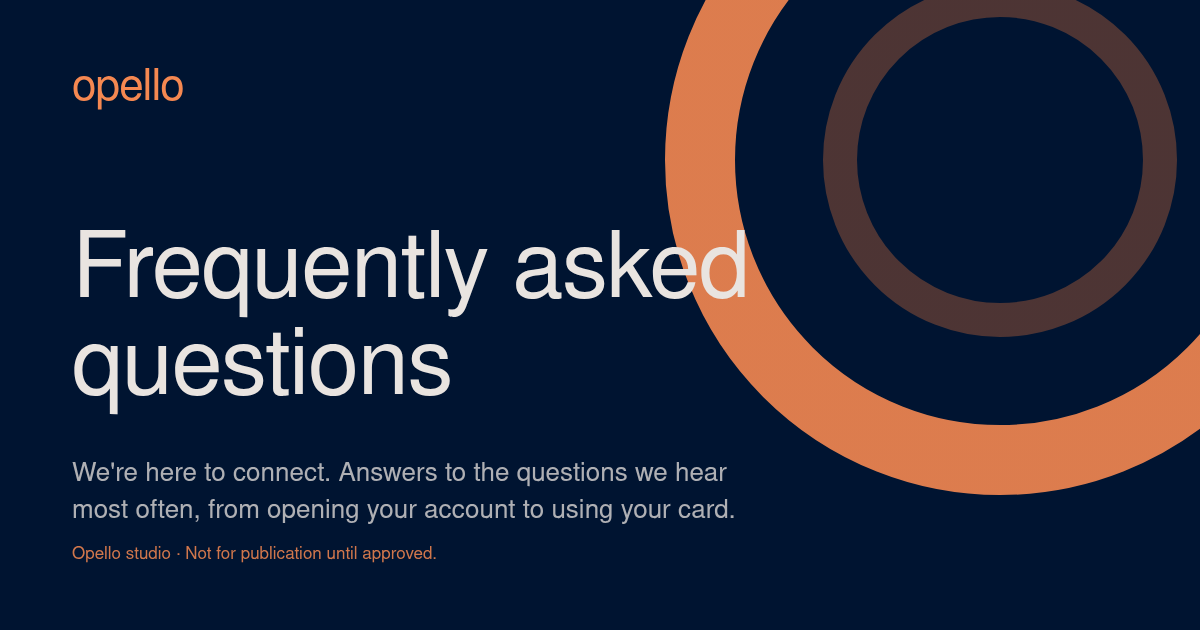 opello
Frequently asked
questions
We're here to connect. Answers to the questions we hear
most often, from opening your account to using your card.
Opello studio · Not for publication until approved.